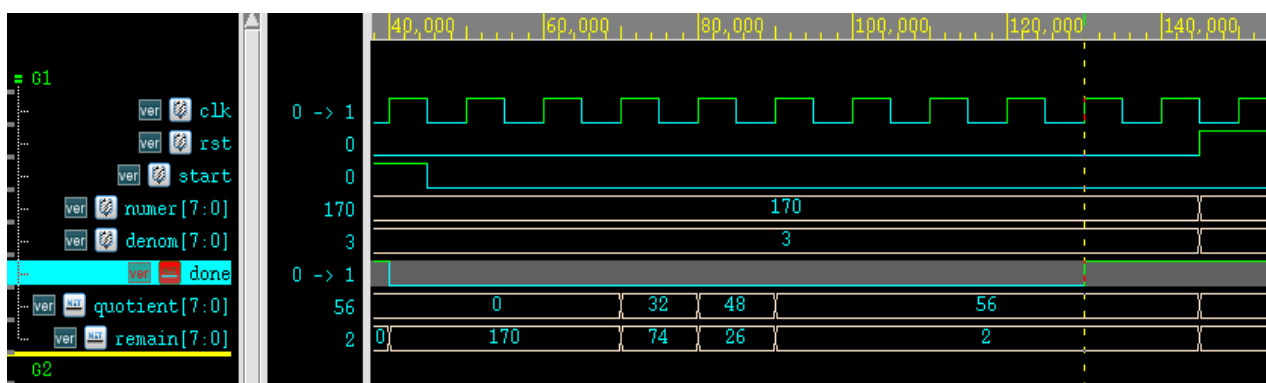 40,000 60,000 80,000 100,000 120,000 140,000
G1
ver clk 0 -> 1
ver rst 0
ver start 0
ver numer[7:0] 170 170
ver denom[7:0] 3 3
ver done 0 -> 1
ver NET quotient[7:0] 56 0 32 48 56
ver NET remain[7:0] 2 0 170 74 26 2
G2